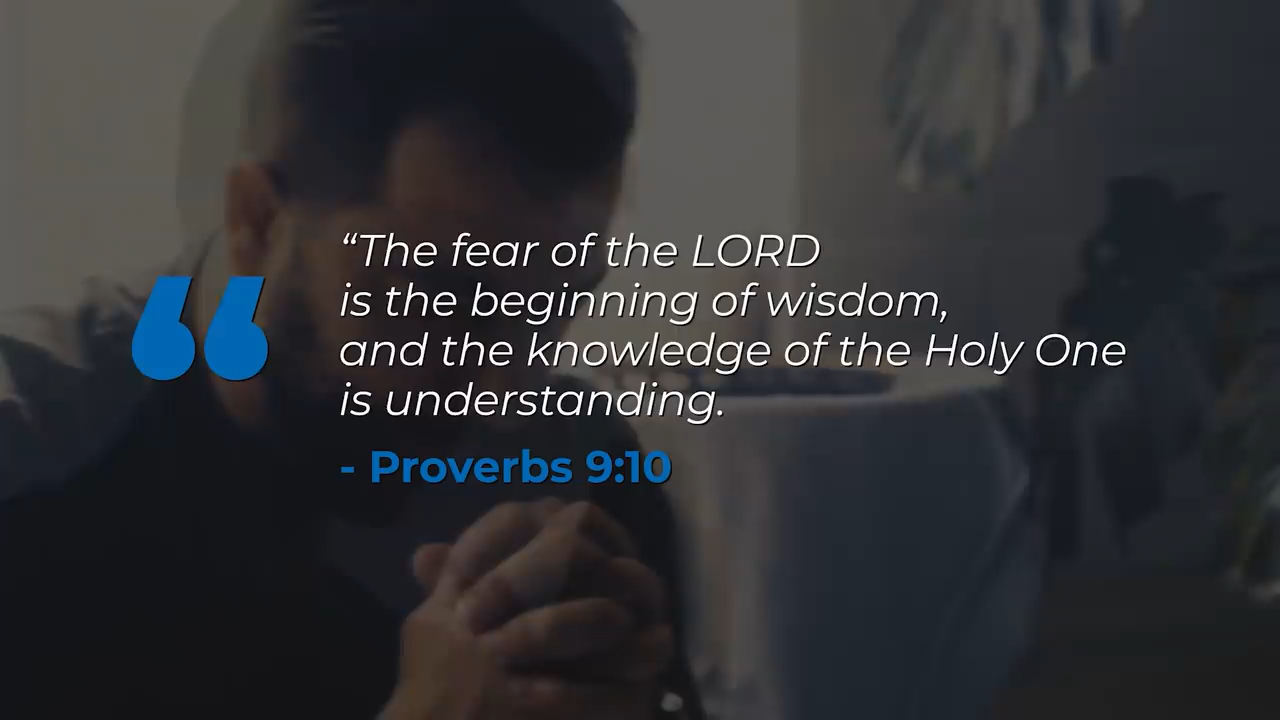 “The fear of the LORD
is the beginning of wisdom,
and the knowledge of the Holy One
is understanding.
- Proverbs 9:10